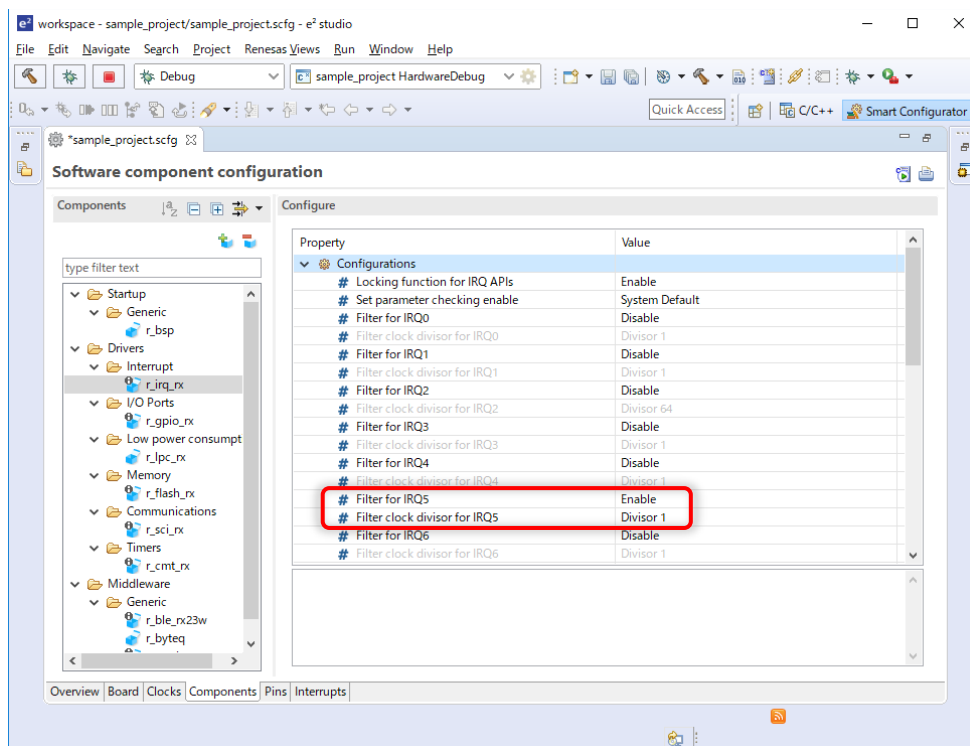 e² workspace - sample_project/sample_project.scfg - e² studio
File Edit Navigate Search Project Renesas Views Run Window Help
Debug sample_project HardwareDebug
Quick Access C/C++ Smart Configurator
*sample_project.scfg
Software component configuration
Components Configure
Property Value
type filter text
Configurations
# Locking function for IRQ APIs Enable
# Set parameter checking enable System Default
# Filter for IRQ0 Disable
# Filter clock divisor for IRQ0 Divisor 1
# Filter for IRQ1 Disable
# Filter clock divisor for IRQ1 Divisor 1
# Filter for IRQ2 Disable
# Filter clock divisor for IRQ2 Divisor 64
# Filter for IRQ3 Disable
# Filter clock divisor for IRQ3 Divisor 1
# Filter for IRQ4 Disable
# Filter clock divisor for IRQ4 Divisor 1
# Filter for IRQ5 Enable
# Filter clock divisor for IRQ5 Divisor 1
# Filter for IRQ6 Disable
# Filter clock divisor for IRQ6 Divisor 1
Startup
Generic
r_bsp
Drivers
Interrupt
r_irq_rx
I/O Ports
r_gpio_rx
Low power consumpt
r_lpc_rx
Memory
r_flash_rx
Communications
r_sci_rx
Timers
r_cmt_rx
Middleware
Generic
r_ble_rx23w
r_byteq
Overview Board Clocks Components Pins Interrupts